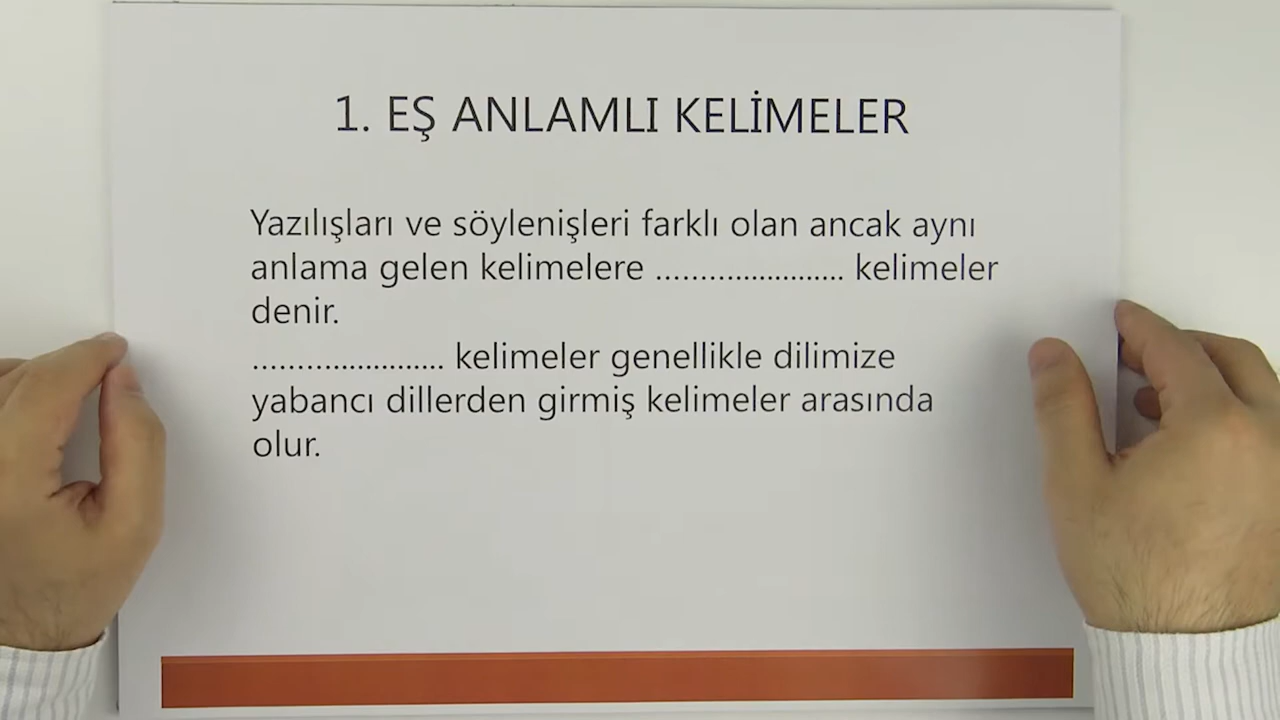 1. EŞ ANLAMLI KELİMELER
Yazılışları ve söylenişleri farklı olan ancak aynı
anlama gelen kelimelere ...................... kelimeler
denir.
...................... kelimeler genellikle dilimize
yabancı dillerden girmiş kelimeler arasında
olur.